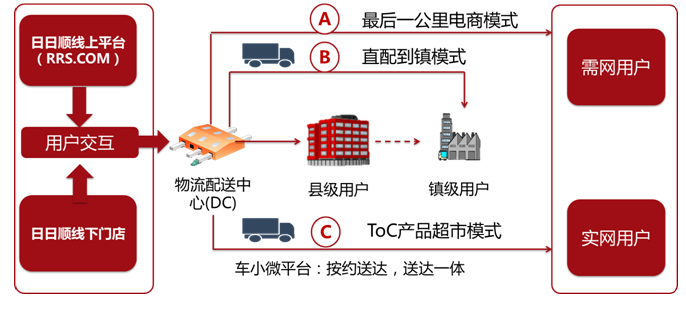 日日顺线上平台
（RRS.COM）
用户交互
日日顺线下门店
物流配送中
心(DC)
A
最后一公里电商模式
B
直配到镇模式
县级用户
镇级用户
C
ToC产品超市模式
车小微平台：按约送达，送达一体
需网用户
实网用户